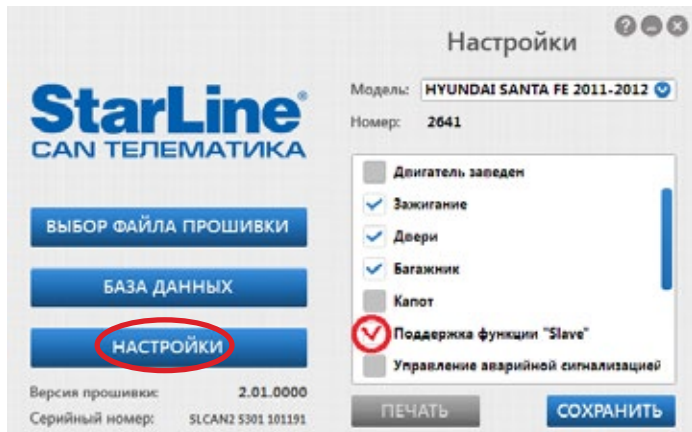 Настройки
StarLine®
CAN ТЕЛЕМАТИКА
Модель: HYUNDAI SANTA FE 2011-2012
Номер: 2641
Двигатель заведен
Зажигание
Двери
Багажник
Капот
Поддержка функции "Slave"
Управление аварийной сигнализацией
ВЫБОР ФАЙЛА ПРОШИВКИ
БАЗА ДАННЫХ
НАСТРОЙКИ
Версия прошивки: 2.01.0000
Серийный номер: SLCAN2 5301 101191
ПЕЧАТЬ
СОХРАНИТЬ